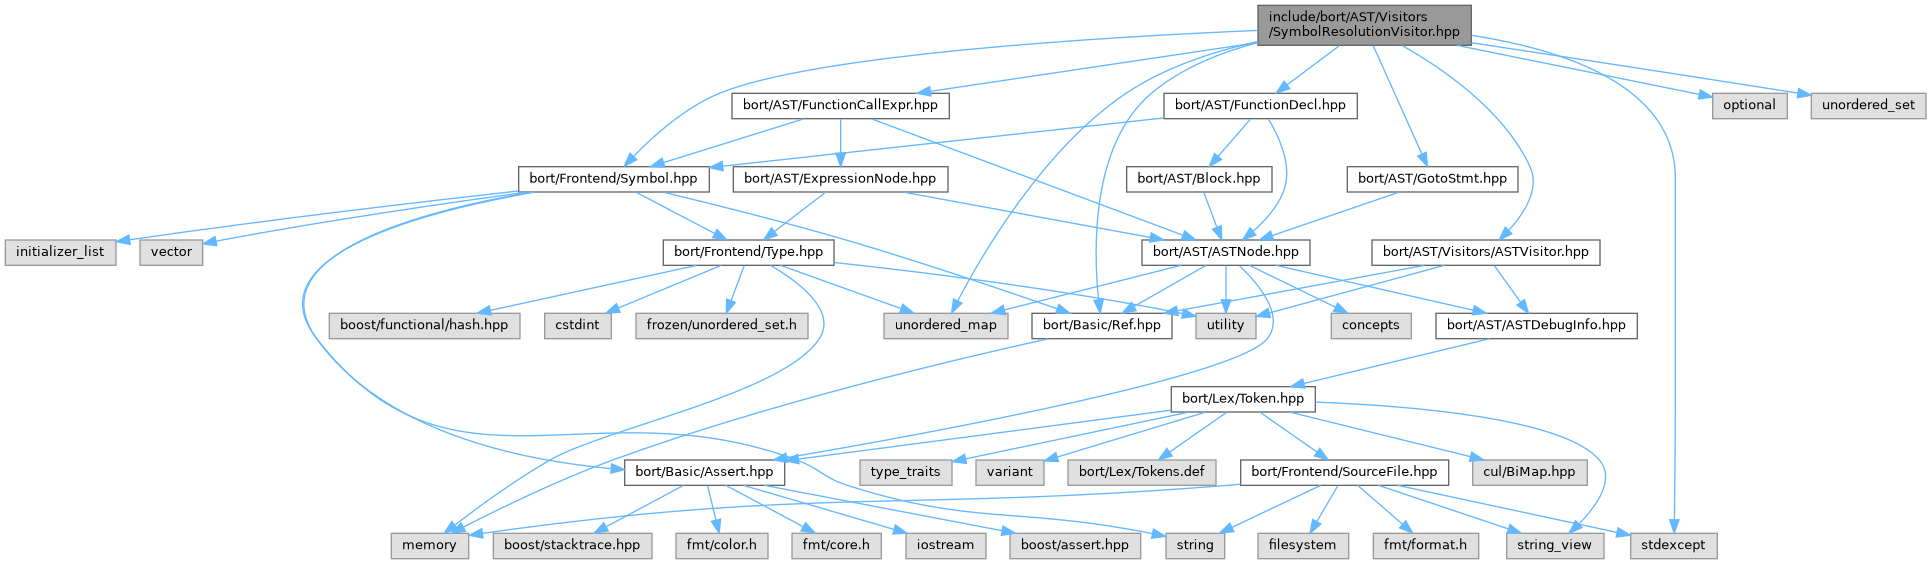 include/bort/AST/Visitors
/SymbolResolutionVisitor.hpp
bort/AST/FunctionCallExpr.hpp
bort/AST/FunctionDecl.hpp
optional
unordered_set
bort/Frontend/Symbol.hpp
bort/AST/ExpressionNode.hpp
bort/AST/Block.hpp
bort/AST/GotoStmt.hpp
initializer_list
vector
bort/Frontend/Type.hpp
bort/AST/ASTNode.hpp
bort/AST/Visitors/ASTVisitor.hpp
boost/functional/hash.hpp
cstdint
frozen/unordered_set.h
unordered_map
bort/Basic/Ref.hpp
utility
concepts
bort/AST/ASTDebugInfo.hpp
bort/Lex/Token.hpp
bort/Basic/Assert.hpp
type_traits
variant
bort/Lex/Tokens.def
bort/Frontend/SourceFile.hpp
cul/BiMap.hpp
memory
boost/stacktrace.hpp
fmt/color.h
fmt/core.h
iostream
boost/assert.hpp
string
filesystem
fmt/format.h
string_view
stdexcept